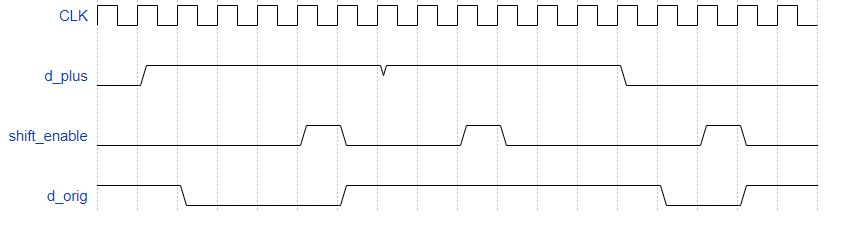 CLK
d_plus
shift_enable
d_orig